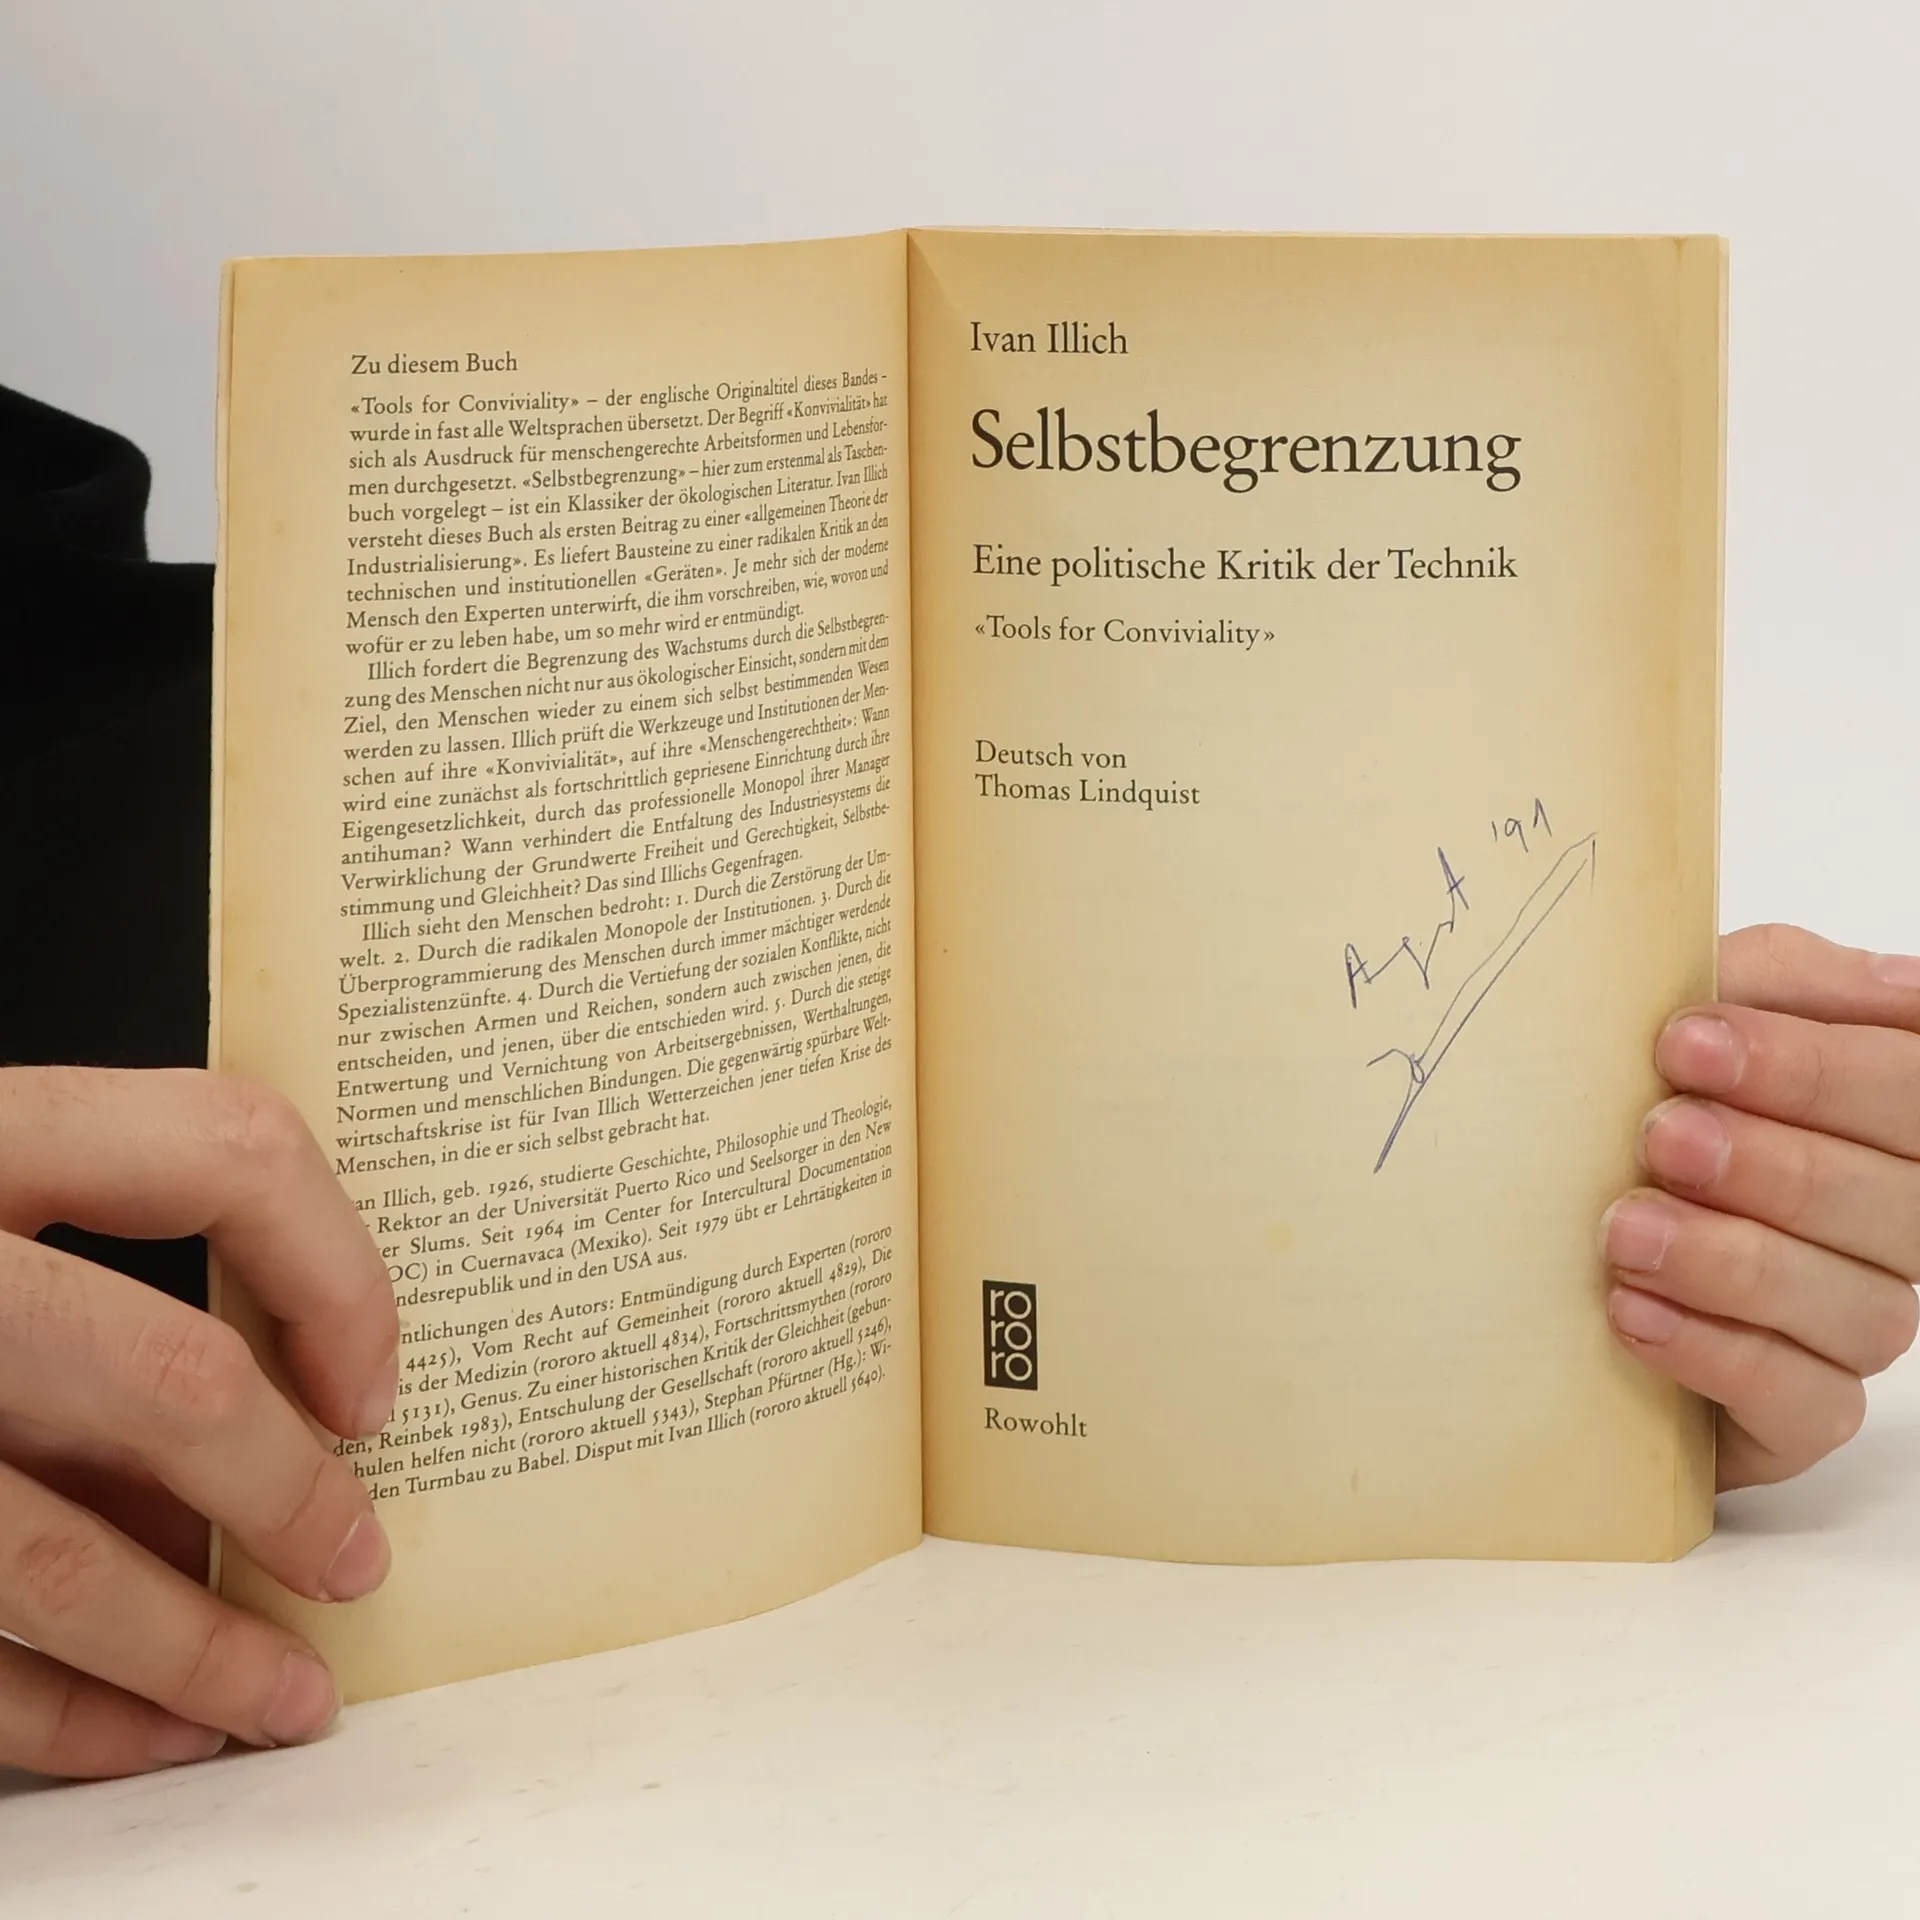 Zu diesem Buch
«Tools for Conviviality» – der englische Originaltitel dieses Bandes –
wurde in fast alle Weltsprachen übersetzt. Der Begriff «Konvivialität» hat
sich als Ausdruck für menschengerechte Arbeitsformen und Lebensfor-
men durchgesetzt. «Selbstbegrenzung» – hier zum erstenmal als Taschen-
buch vorgelegt – ist ein Klassiker der ökologischen Literatur. Ivan Illich
versteht dieses Buch als ersten Beitrag zu einer «allgemeinen Theorie der
Industrialisierung». Es liefert Bausteine zu einer radikalen Kritik an den
technischen und institutionellen «Geräten». Je mehr sich der moderne
Mensch den Experten unterwirft, die ihm vorschreiben, wie, wovon und
wofür er zu leben habe, um so mehr wird er entmündigt.
Illich fordert die Begrenzung des Wachstums durch die Selbstbegren-
zung des Menschen nicht nur aus ökologischer Einsicht, sondern mit dem
Ziel, den Menschen wieder zu einem sich selbst bestimmenden Wesen
werden zu lassen. Illich prüft die Werkzeuge und Institutionen der Men-
schen auf ihre «Konvivialität», auf ihre «Menschengerechtheit»: Wann
wird eine zunächst als fortschrittlich gepriesene Einrichtung durch ihre
Eigengesetzlichkeit, durch das professionelle Monopol ihrer Manager
antihuman? Wann verhindert die Entfaltung des Industriesystems die
Verwirklichung der Grundwerte Freiheit und Gerechtigkeit, Selbstbe-
stimmung und Gleichheit? Das sind Illichs Gegenfragen.
Illich sieht den Menschen bedroht: 1. Durch die Zerstörung der Um-
welt. 2. Durch die radikalen Monopole der Institutionen. 3. Durch die
Überprogrammierung des Menschen durch immer mächtiger werdende
Spezialistenzünfte. 4. Durch die Vertiefung der sozialen Konflikte, nicht
nur zwischen Armen und Reichen, sondern auch zwischen jenen, die
entscheiden, und jenen, über die entschieden wird. 5. Durch die stetige
Entwertung und Vernichtung von Arbeitsergebnissen, Werthaltungen,
Normen und menschlichen Bindungen. Die gegenwärtig spürbare Welt-
wirtschaftskrise ist für Ivan Illich Wetterzeichen jener tiefen Krise des
Menschen, in die er sich selbst gebracht hat.
van Illich, geb. 1926, studierte Geschichte, Philosophie und Theologie,
Rektor an der Universität Puerto Rico und Seelsorger in den New
er Slums. Seit 1964 im Center for Intercultural Documentation
OC) in Cuernavaca (Mexiko). Seit 1979 übt er Lehrtätigkeiten in
ndesrepublik und in den USA aus.
ntlichungen des Autors: Entmündigung durch Experten (rororo
4425), Vom Recht auf Gemeinheit (rororo aktuell 4829), Die
is der Medizin (rororo aktuell 4834), Fortschrittsmythen (rororo
l 5131), Genus. Zu einer historischen Kritik der Gleichheit (gebun-
den, Reinbek 1983), Entschulung der Gesellschaft (rororo aktuell 5246),
hulen helfen nicht (rororo aktuell 5343), Stephan Pfürtner (Hg.): Wi-
den Turmbau zu Babel. Disput mit Ivan Illich (rororo aktuell 5640).
Ivan Illich
Selbstbegrenzung
Eine politische Kritik der Technik
«Tools for Conviviality»
Deutsch von
Thomas Lindquist
August '91
ro
ro
ro
Rowohlt